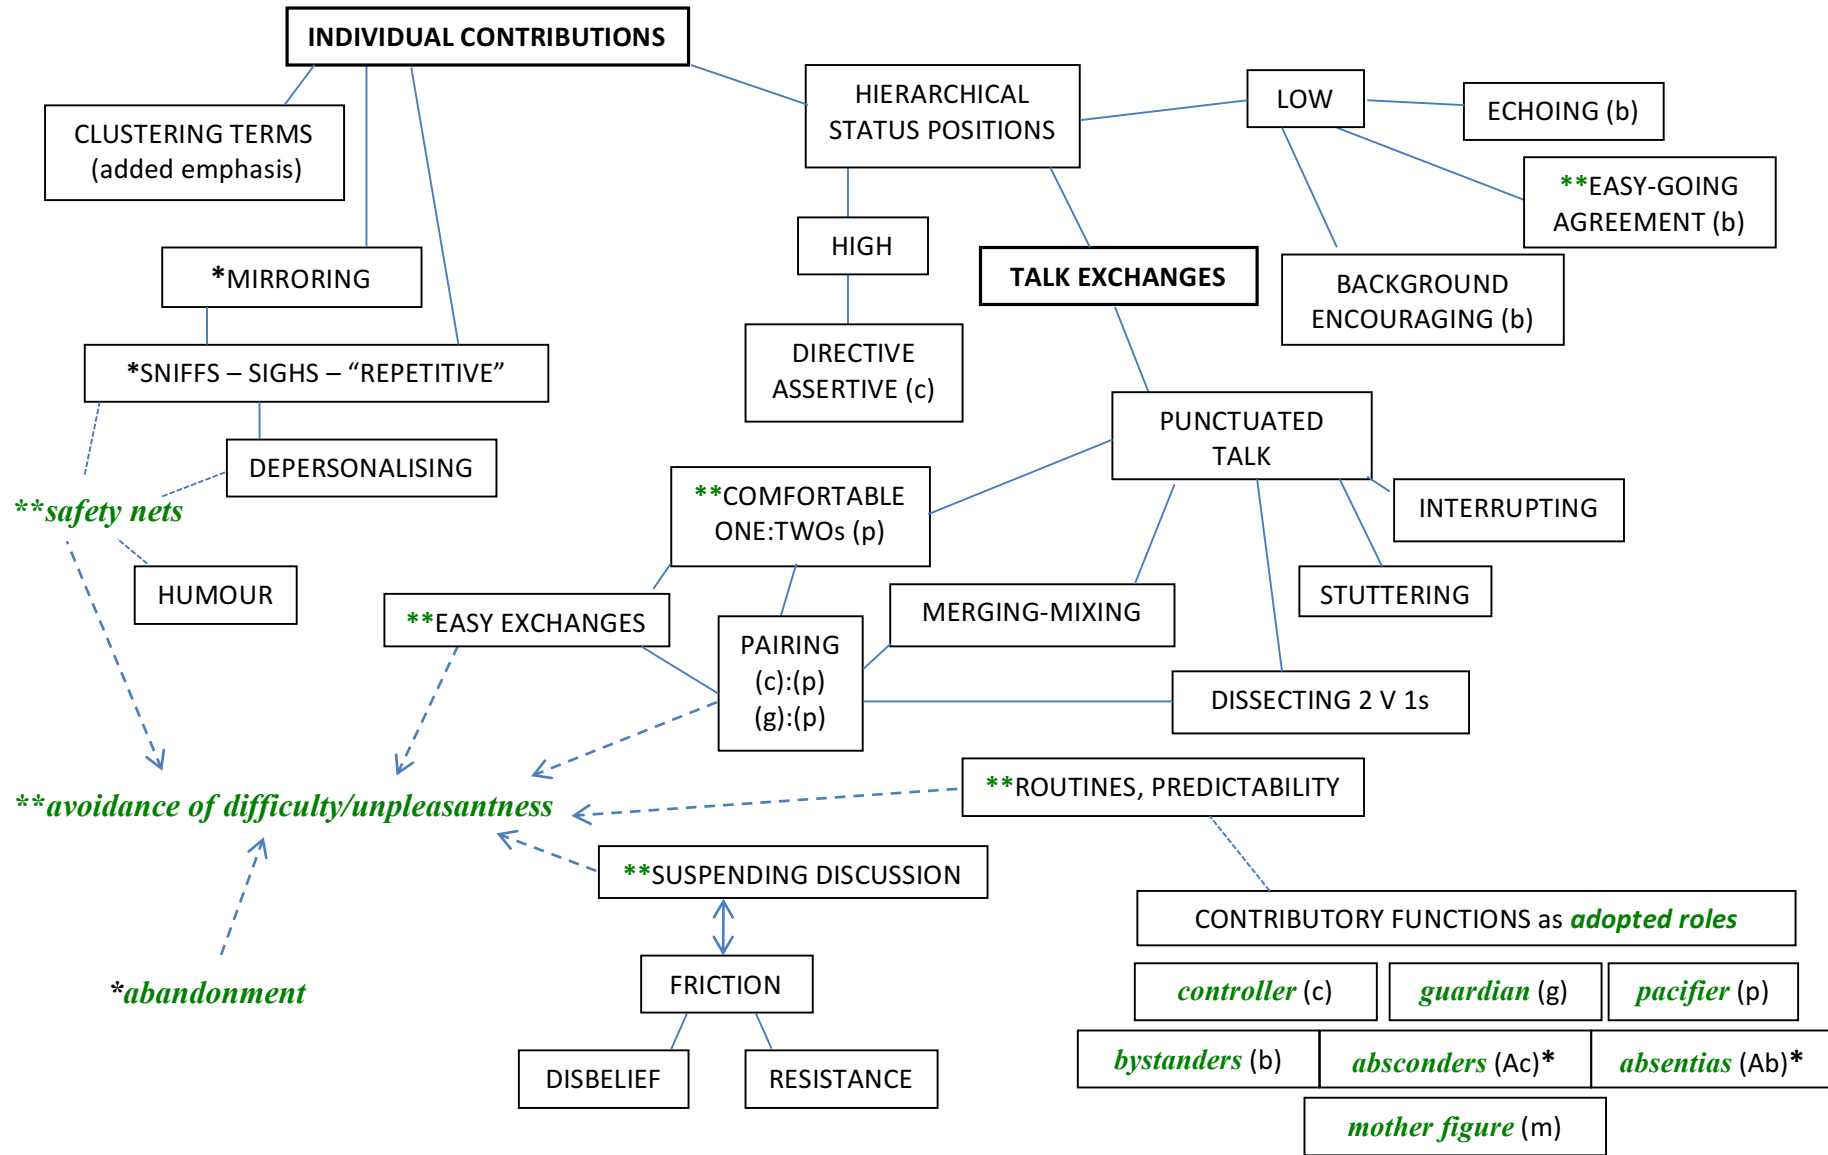 INDIVIDUAL CONTRIBUTIONS
HIERARCHICAL
STATUS POSITIONS
LOW
ECHOING (b)
CLUSTERING TERMS
(added emphasis)
**EASY-GOING
AGREEMENT (b)
HIGH
*MIRRORING
TALK EXCHANGES
BACKGROUND
ENCOURAGING (b)
*SNIFFS – SIGHS – “REPETITIVE”
DIRECTIVE
ASSERTIVE (c)
PUNCTUATED
TALK
DEPERSONALISING
**safety nets
**COMFORTABLE
ONE:TWOs (p)
INTERRUPTING
HUMOUR
STUTTERING
**EASY EXCHANGES
MERGING-MIXING
PAIRING
(c):(p)
(g):(p)
DISSECTING 2 V 1s
**avoidance of difficulty/unpleasantness
**ROUTINES, PREDICTABILITY
**SUSPENDING DISCUSSION
CONTRIBUTORY FUNCTIONS as adopted roles
*abandonment
FRICTION
controller (c)
guardian (g)
pacifier (p)
DISBELIEF
RESISTANCE
bystanders (b)
absconders (Ac)*
absentias (Ab)*
mother figure (m)